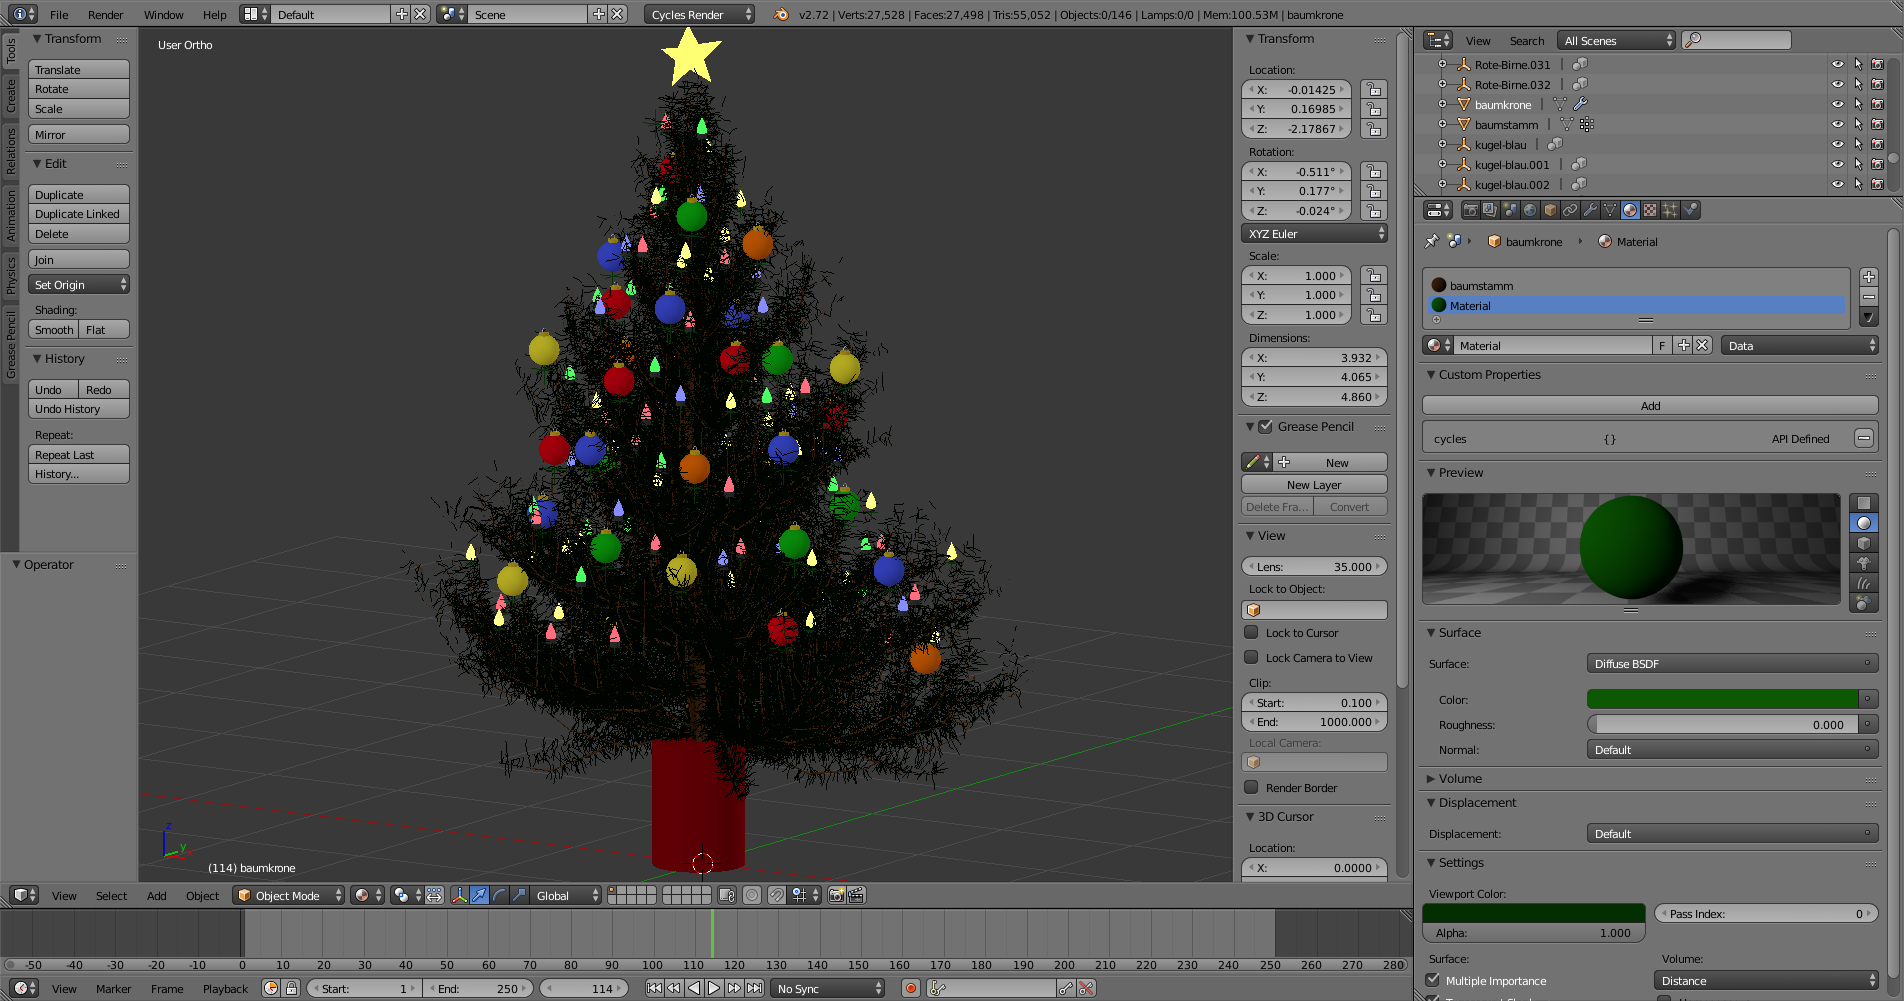 File Render Window Help Default Scene Cycles Render v2.72 | Verts:27,528 | Faces:27,498 | Tris:55,052 | Objects:0/146 | Lamps:0/0 | Mem:100.53M | baumkrone
Tools
Create
Relations
Animation
Physics
Grease Pencil
Transform
Translate
Rotate
Scale
Mirror
Edit
Duplicate
Duplicate Linked
Delete
Join
Set Origin
Shading:
Smooth Flat
History
Undo Redo
Undo History
Repeat:
Repeat Last
History...
Operator
User Ortho
z
y
(114) baumkrone
Transform
Location:
X: -0.01425
Y: 0.16985
Z: -2.17867
Rotation:
X: -0.511°
Y: 0.177°
Z: -0.024°
XYZ Euler
Scale:
X: 1.000
Y: 1.000
Z: 1.000
Dimensions:
X: 3.932
Y: 4.065
Z: 4.860
Grease Pencil
New
New Layer
Delete Fra... Convert
View
Lens: 35.000
Lock to Object:
Lock to Cursor
Lock Camera to View
Clip:
Start: 0.100
End: 1000.000
Local Camera:
Render Border
3D Cursor
Location:
X: 0.0000
View Search All Scenes
Rote-Birne.031
Rote-Birne.032
baumkrone
baumstamm
kugel-blau
kugel-blau.001
kugel-blau.002
baumkrone Material
baumstamm
Material
Material F Data
Custom Properties
Add
cycles {} API Defined
Preview
Surface
Surface: Diffuse BSDF
Color:
Roughness: 0.000
Normal: Default
Volume
Displacement
Displacement: Default
Settings
Viewport Color:
Pass Index: 0
Alpha: 1.000
Surface: Volume:
Multiple Importance Distance
View Select Add Object Object Mode Global
-50 -40 -30 -20 -10 0 10 20 30 40 50 60 70 80 90 100 110 120 130 140 150 160 170 180 190 200 210 220 230 240 250 260 270 280
View Marker Frame Playback Start: 1 End: 250 114 No Sync